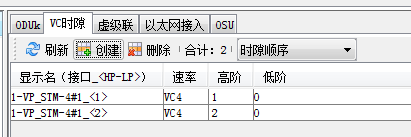 ODUk VC时隙 虚级联 以太网接入 OSU
刷新 创建 删除 合计: 2 时隙顺序
显示名(接口_<HP-LP>) 速率 高阶 低阶
1-VP_SIM-4#1_<1> VC4 1 0
1-VP_SIM-4#1_<2> VC4 2 0